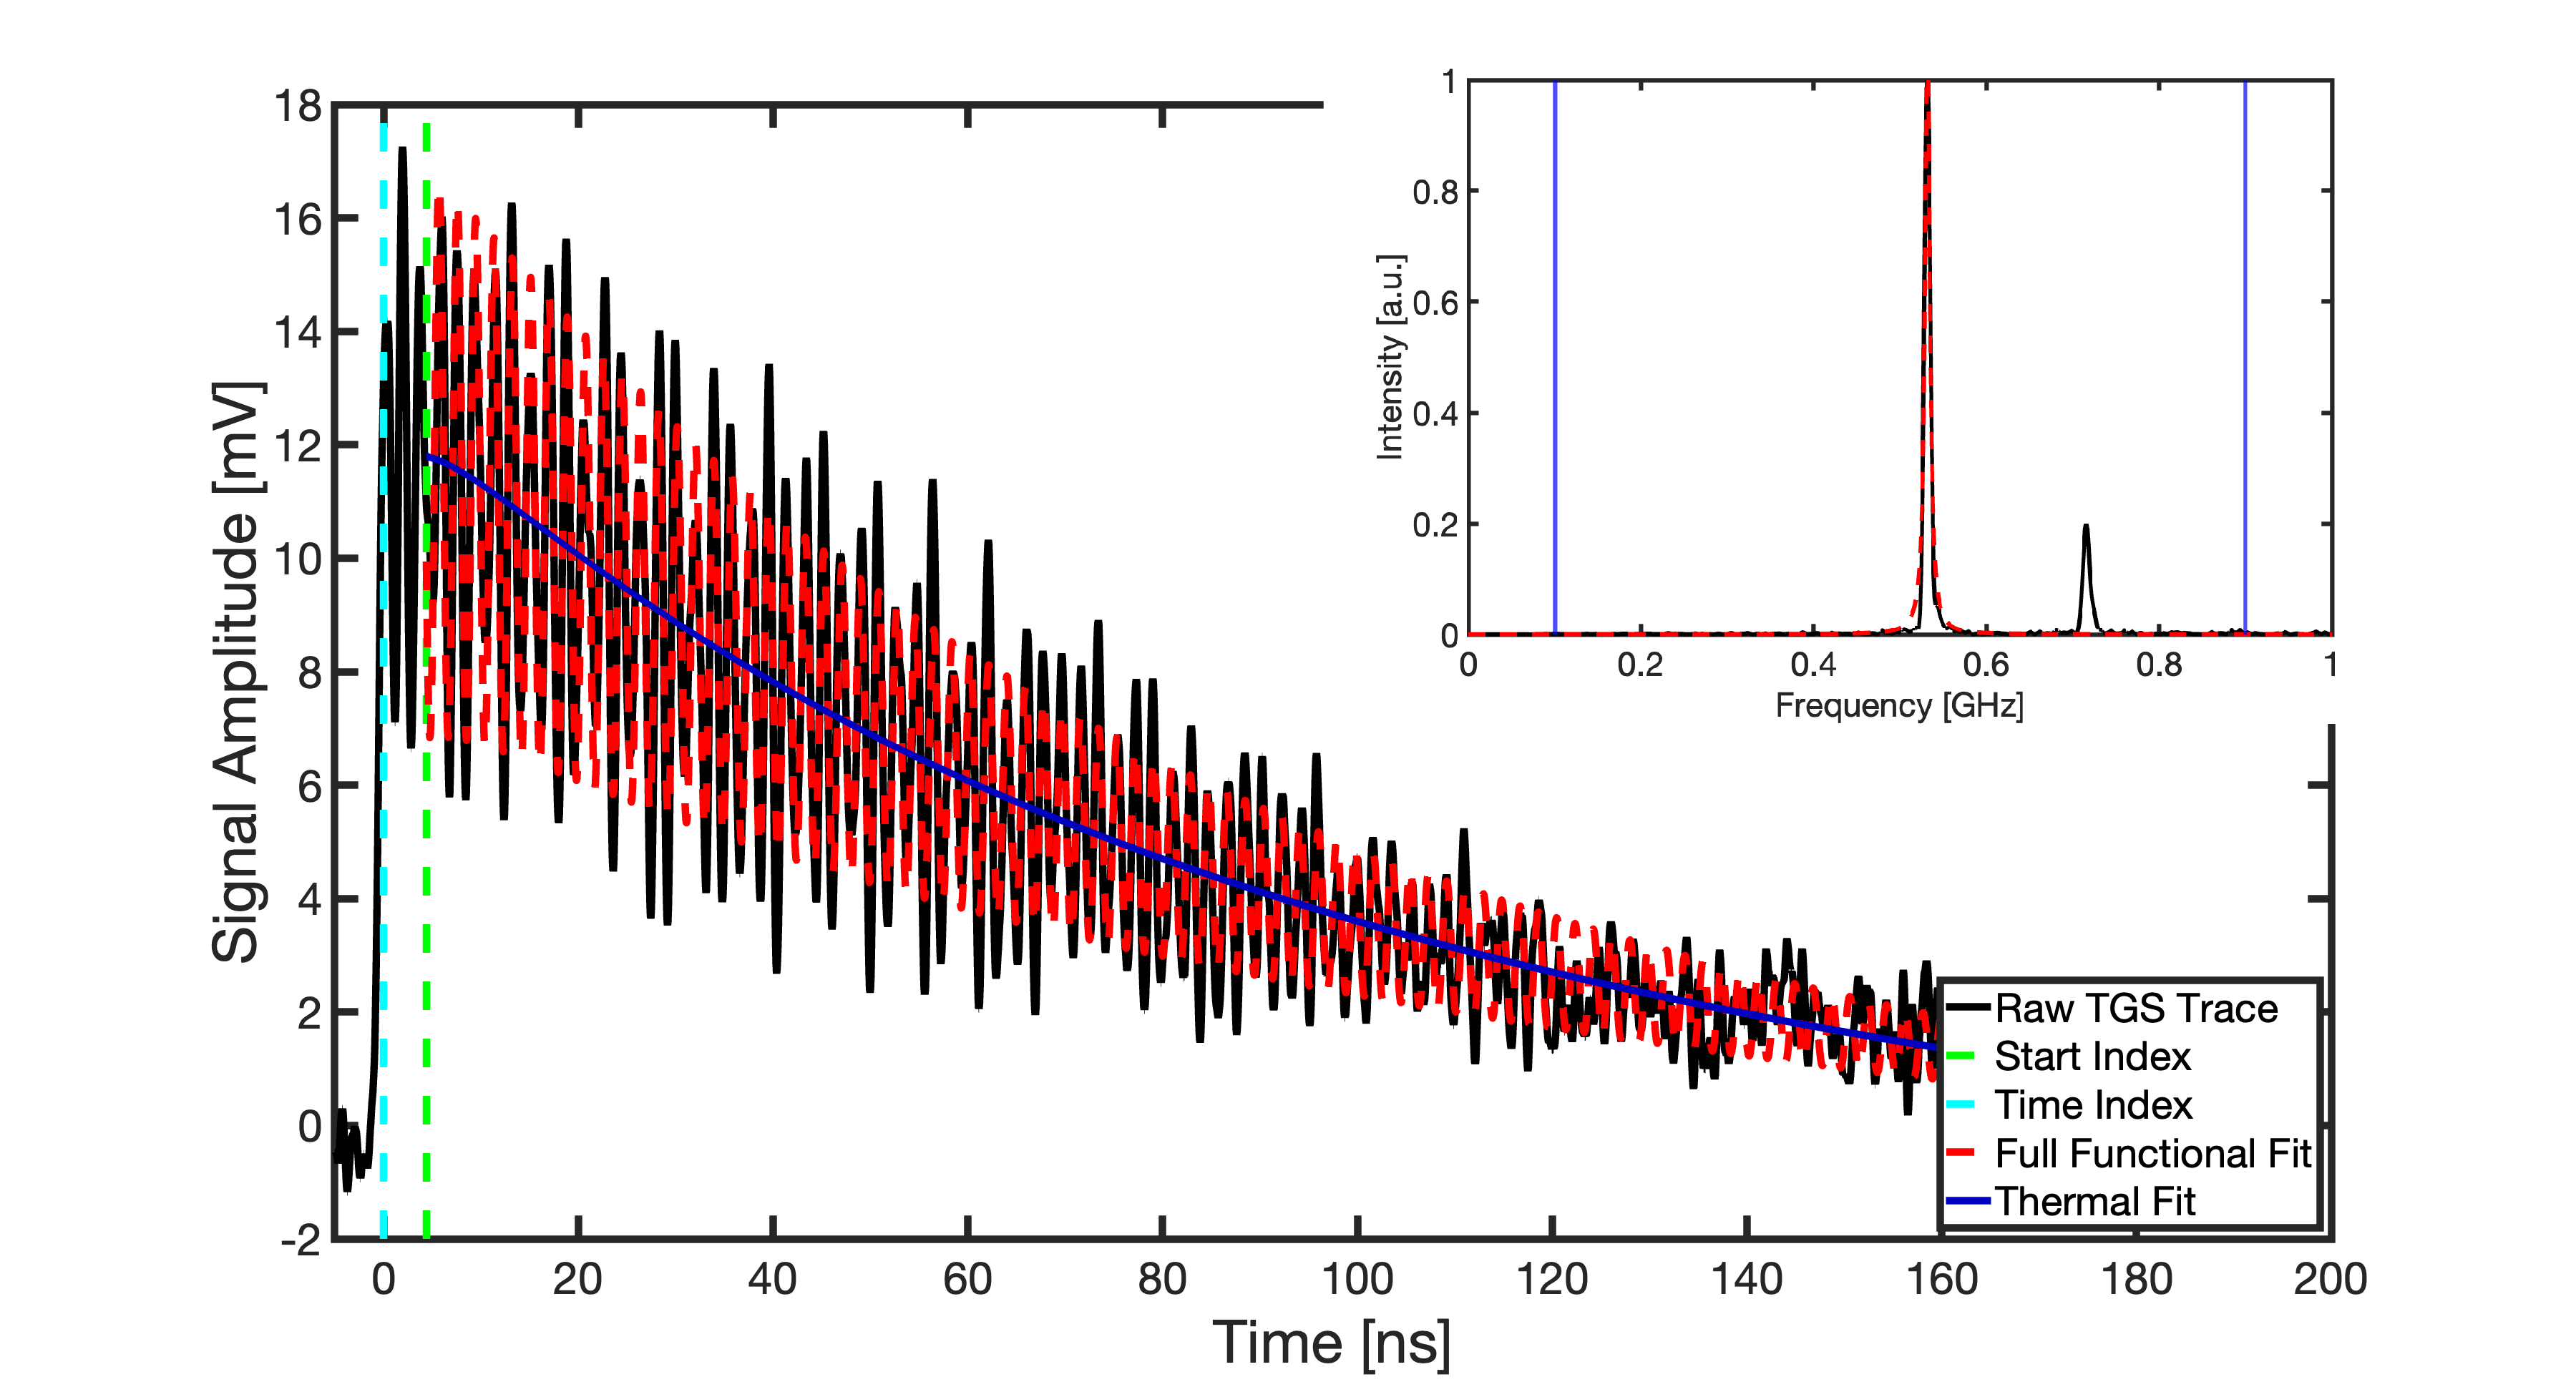 18
16
14
12
10
8
6
4
2
0
-2
Signal Amplitude [mV]
0 20 40 60 80 100 120 140 160 180 200
Time [ns]
1
0.8
0.6
0.4
0.2
0
Intensity [a.u.]
0 0.2 0.4 0.6 0.8 1
Frequency [GHz]
Raw TGS Trace
Start Index
Time Index
Full Functional Fit
Thermal Fit